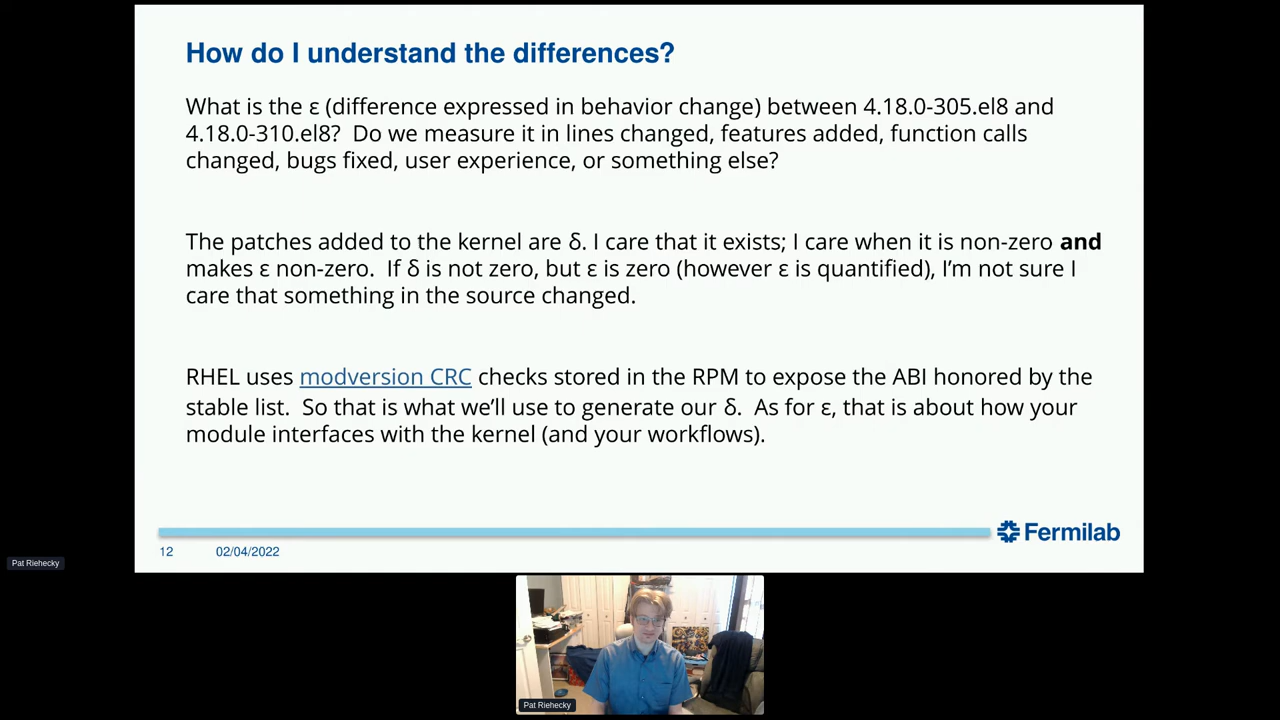 How do I understand the differences?
What is the ε (difference expressed in behavior change) between 4.18.0-305.el8 and
4.18.0-310.el8?  Do we measure it in lines changed, features added, function calls
changed, bugs fixed, user experience, or something else?
The patches added to the kernel are δ. I care that it exists; I care when it is non-zero and
makes ε non-zero.  If δ is not zero, but ε is zero (however ε is quantified), I’m not sure I
care that something in the source changed.
RHEL uses modversion CRC checks stored in the RPM to expose the ABI honored by the
stable list.  So that is what we’ll use to generate our δ.  As for ε, that is about how your
module interfaces with the kernel (and your workflows).
Fermilab
12 02/04/2022
Pat Riehecky
Pat Riehecky